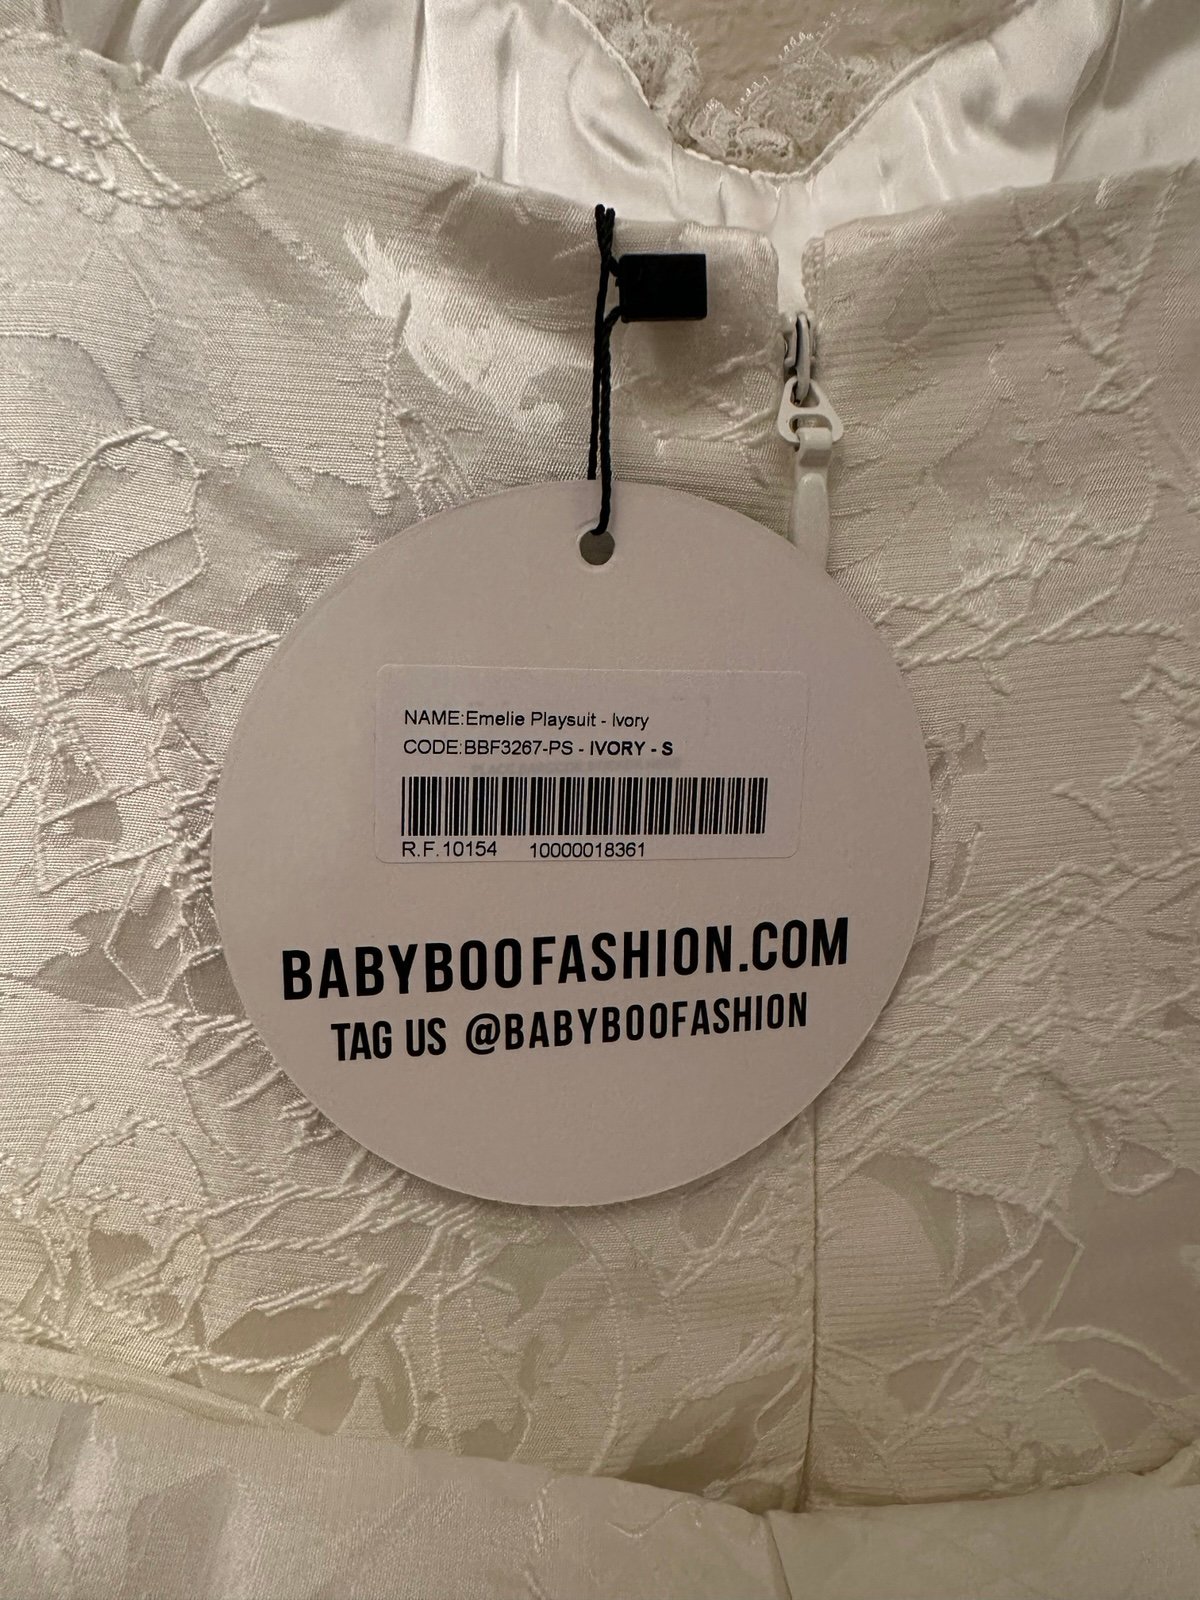 NAME:Emelie Playsuit - Ivory
CODE:BBF3267-PS - IVORY - S
R.F.10154 10000018361
BABYBOOFASHION.COM
TAG US @BABYBOOFASHION